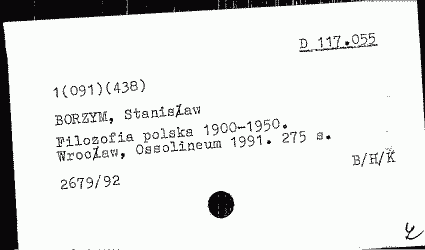 D 117.055
1(091)(438)
BORZYM, Stanisław
Filozofia polska 1900-1950.
Wrocław, Ossolineum 1991. 275 s.
B/H/K
2679/92